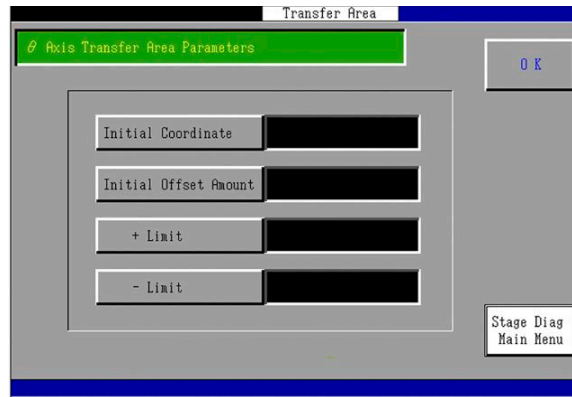 Transfer Area
θ Axis Transfer Area Parameters
O K
Initial Coordinate
Initial Offset Amount
+ Limit
- Limit
Stage Diag
Main Menu